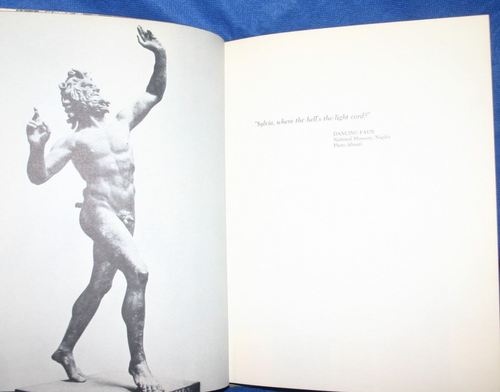 "Sylvia, where the hell's the light cord?"
DANCING FAUN
National Museum, Naples
Photo Alinari